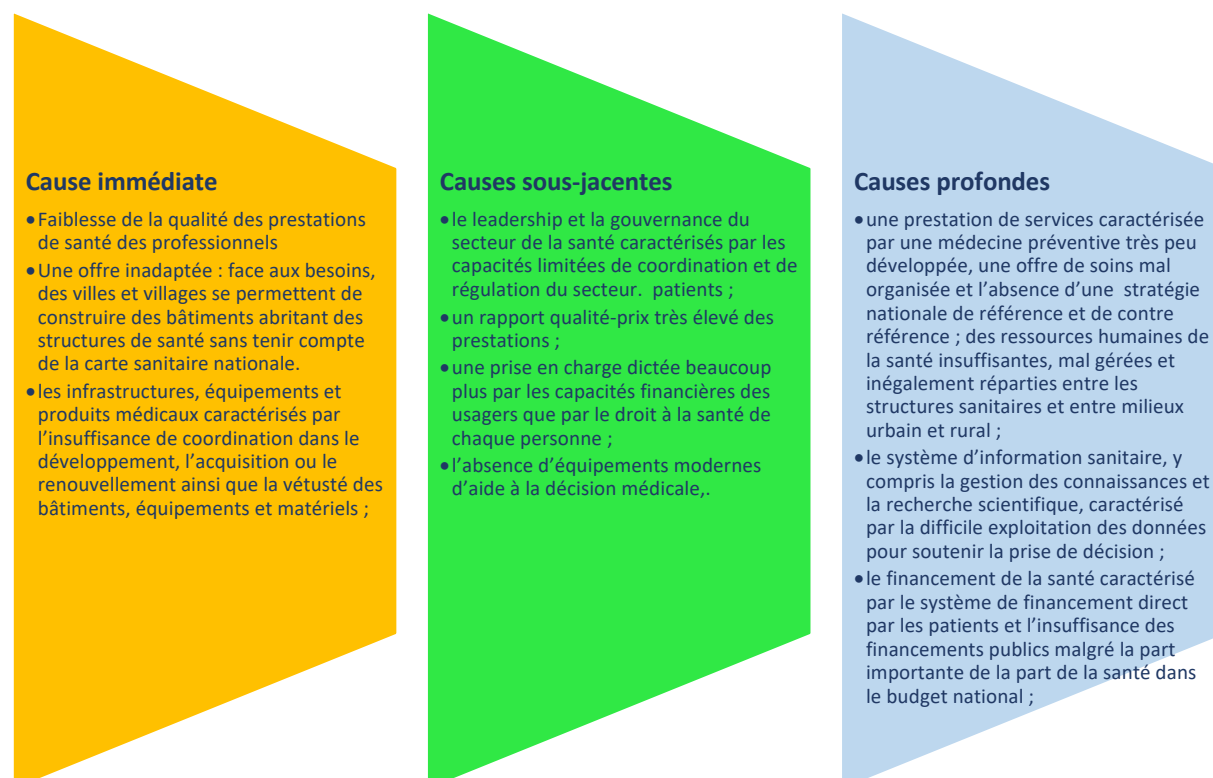 Cause immédiate
•Faiblesse de la qualité des prestations
de santé des professionnels
•Une offre inadaptée : face aux besoins,
des villes et villages se permettent de
construire des bâtiments abritant des
structures de santé sans tenir compte
de la carte sanitaire nationale.
•les infrastructures, équipements et
produits médicaux caractérisés par
l’insuffisance de coordination dans le
développement, l’acquisition ou le
renouvellement ainsi que la vétusté des
bâtiments, équipements et matériels ;
Causes sous-jacentes
•le leadership et la gouvernance du
secteur de la santé caractérisés par les
capacités limitées de coordination et de
régulation du secteur. patients ;
•un rapport qualité-prix très élevé des
prestations ;
•une prise en charge dictée beaucoup
plus par les capacités financières des
usagers que par le droit à la santé de
chaque personne ;
•l’absence d’équipements modernes
d’aide à la décision médicale,.
Causes profondes
•une prestation de services caractérisée
par une médecine préventive très peu
développée, une offre de soins mal
organisée et l’absence d’une stratégie
nationale de référence et de contre
référence ; des ressources humaines de
la santé insuffisantes, mal gérées et
inégalement réparties entre les
structures sanitaires et entre milieux
urbain et rural ;
•le système d’information sanitaire, y
compris la gestion des connaissances et
la recherche scientifique, caractérisé
par la difficile exploitation des données
pour soutenir la prise de décision ;
•le financement de la santé caractérisé
par le système de financement direct
par les patients et l’insuffisance des
financements publics malgré la part
importante de la part de la santé dans
le budget national ;